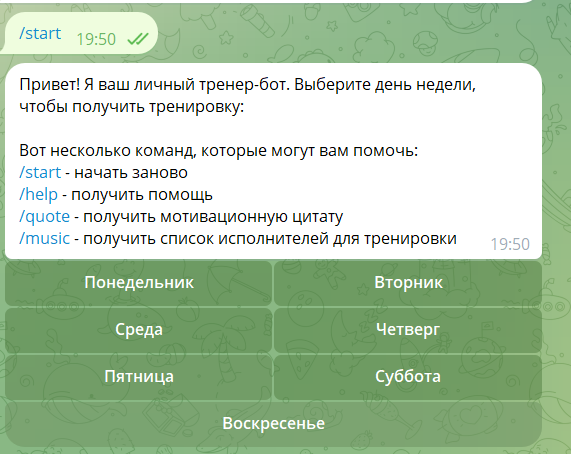 /start 19:50
Привет! Я ваш личный тренер-бот. Выберите день недели,
чтобы получить тренировку:
Вот несколько команд, которые могут вам помочь:
/start - начать заново
/help - получить помощь
/quote - получить мотивационную цитату
/music - получить список исполнителей для тренировки 19:50
Понедельник Вторник
Среда Четверг
Пятница Суббота
Воскресенье